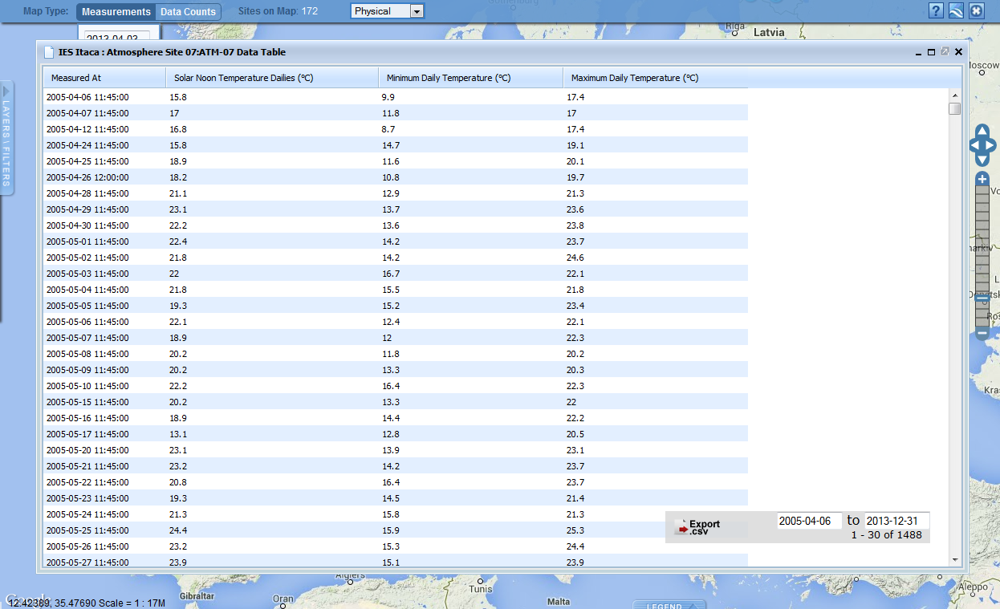 Map Type: Measurements Data Counts Sites on Map: 172 Physical
Riga
Latvia
2013-04-03
IES Itaca : Atmosphere Site 07:ATM-07 Data Table
Measured At Solar Noon Temperature Dailies (℃) Minimum Daily Temperature (℃) Maximum Daily Temperature (℃)
2005-04-06 11:45:00 15.8 9.9 17.4
2005-04-07 11:45:00 17 11.8 17
2005-04-12 11:45:00 16.8 8.7 17.4
2005-04-24 11:45:00 15.8 14.7 19.1
2005-04-25 11:45:00 18.9 11.6 20.1
2005-04-26 12:00:00 18.2 10.8 19.7
2005-04-28 11:45:00 21.1 12.9 21.3
2005-04-29 11:45:00 23.1 13.7 23.6
2005-04-30 11:45:00 22.2 13.6 23.8
2005-05-01 11:45:00 22.4 14.2 23.7
2005-05-02 11:45:00 21.8 14.2 24.6
2005-05-03 11:45:00 22 16.7 22.1
2005-05-04 11:45:00 21.8 15.5 21.8
2005-05-05 11:45:00 19.3 15.2 23.4
2005-05-06 11:45:00 22.1 12.4 22.1
2005-05-07 11:45:00 18.9 12 22.3
2005-05-08 11:45:00 20.2 11.8 20.2
2005-05-09 11:45:00 20.2 13.3 20.3
2005-05-10 11:45:00 22.2 16.4 22.3
2005-05-15 11:45:00 20.2 13.3 22
2005-05-16 11:45:00 18.9 14.4 22.2
2005-05-17 11:45:00 13.1 12.8 20.5
2005-05-20 11:45:00 23.1 13.9 23.1
2005-05-21 11:45:00 23.2 14.2 23.7
2005-05-22 11:45:00 20.8 16.4 23.7
2005-05-23 11:45:00 19.3 14.5 21.4
2005-05-24 11:45:00 21.3 15.8 21.3
2005-05-25 11:45:00 24.4 15.9 25.3
2005-05-26 11:45:00 23.2 15.3 24.4
2005-05-27 11:45:00 23.9 15.1 23.9
Export
.csv
2005-04-06 to 2013-12-31
1 - 30 of 1488
LAYERS \ FILTERS
Moscow
Kras
Algiers
Tunis
Aleppo
Gibraltar
Oran
Malta
Google
12.42389, 35.47690 Scale = 1 : 17M
LEGEND